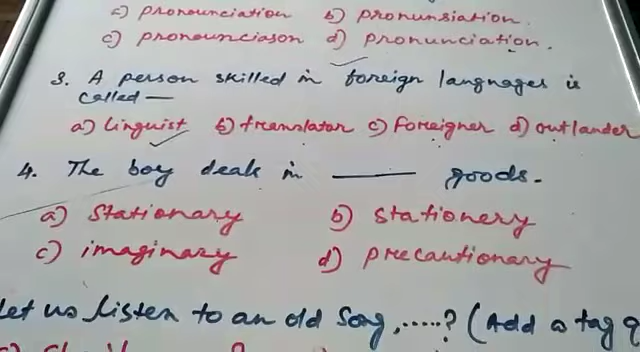 a) pronounciation b) pronunsiation.
c) pronounciason d) pronunciation.
3. A person skilled in foreign languages is
called—
a) linguist b) translator c) foreigner d) outlander
4. The boy deals in ______ goods.
a) stationary b) stationery
c) imaginary d) precautionary
Let us listen to an old song,.....? (Add a tag q